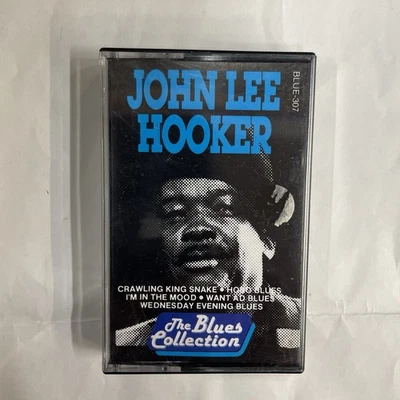 JOHN LEE
HOOKER
BLUE-307
CRAWLING KING SNAKE • HOBO BLUES
I'M IN THE MOOD • WANT AD BLUES
WEDNESDAY EVENING BLUES
The Blues
Collection